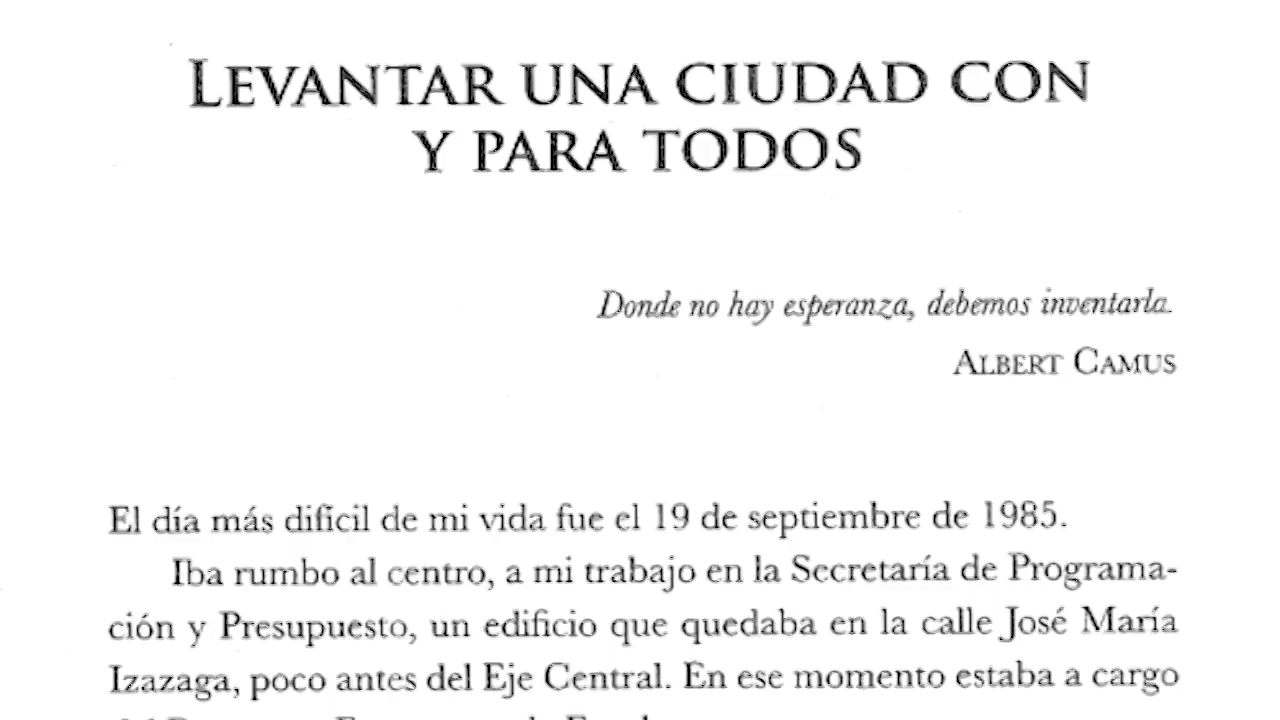 LEVANTAR UNA CIUDAD CON
Y PARA TODOS
Donde no hay esperanza, debemos inventarla.
ALBERT CAMUS
El día más difícil de mi vida fue el 19 de septiembre de 1985.
Iba rumbo al centro, a mi trabajo en la Secretaría de Programa-
ción y Presupuesto, un edificio que quedaba en la calle José María
Izazaga, poco antes del Eje Central. En ese momento estaba a cargo